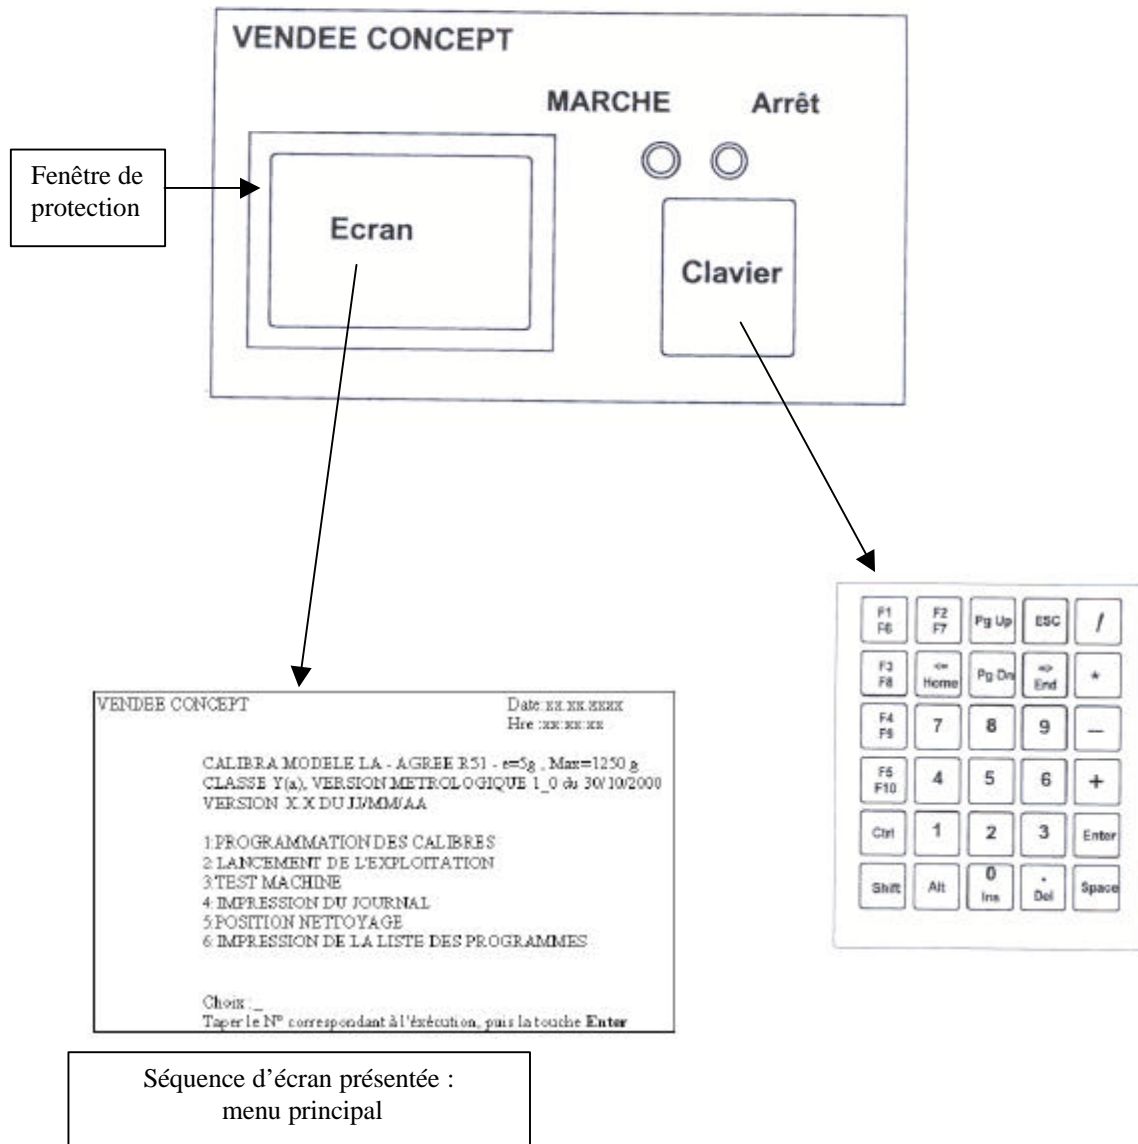 VENDEE CONCEPT
MARCHE Arrêt
Fenêtre de
protection
Ecran
Clavier
F1 F2 Pg Up ESC /
F6 F7
F3 <= Pg Dn => *
F8 Home End
F4 7 8 9 —
F9
F5 4 5 6 +
F10
Ctrl 1 2 3 Enter
Shift Alt 0 . Space
Ins Del
VENDEE CONCEPT Date:xx.xx.xxxx
Hre :xx:xx:xx
CALIBRA MODELE LA - AGREE R51 - e=5g , Max=1250 g
CLASSE Y(a), VERSION METROLOGIQUE 1_0 du 30/10/2000
VERSION X.X DU JJ/MM/AA
1:PROGRAMMATION DES CALIBRES
2: LANCEMENT DE L'EXPLOITATION
3:TEST MACHINE
4: IMPRESSION DU JOURNAL
5:POSITION NETTOYAGE
6: IMPRESSION DE LA LISTE DES PROGRAMMES
Choix :_
Taper le N° correspondant à l'éxécution, puis la touche Enter
Séquence d'écran présentée :
menu principal